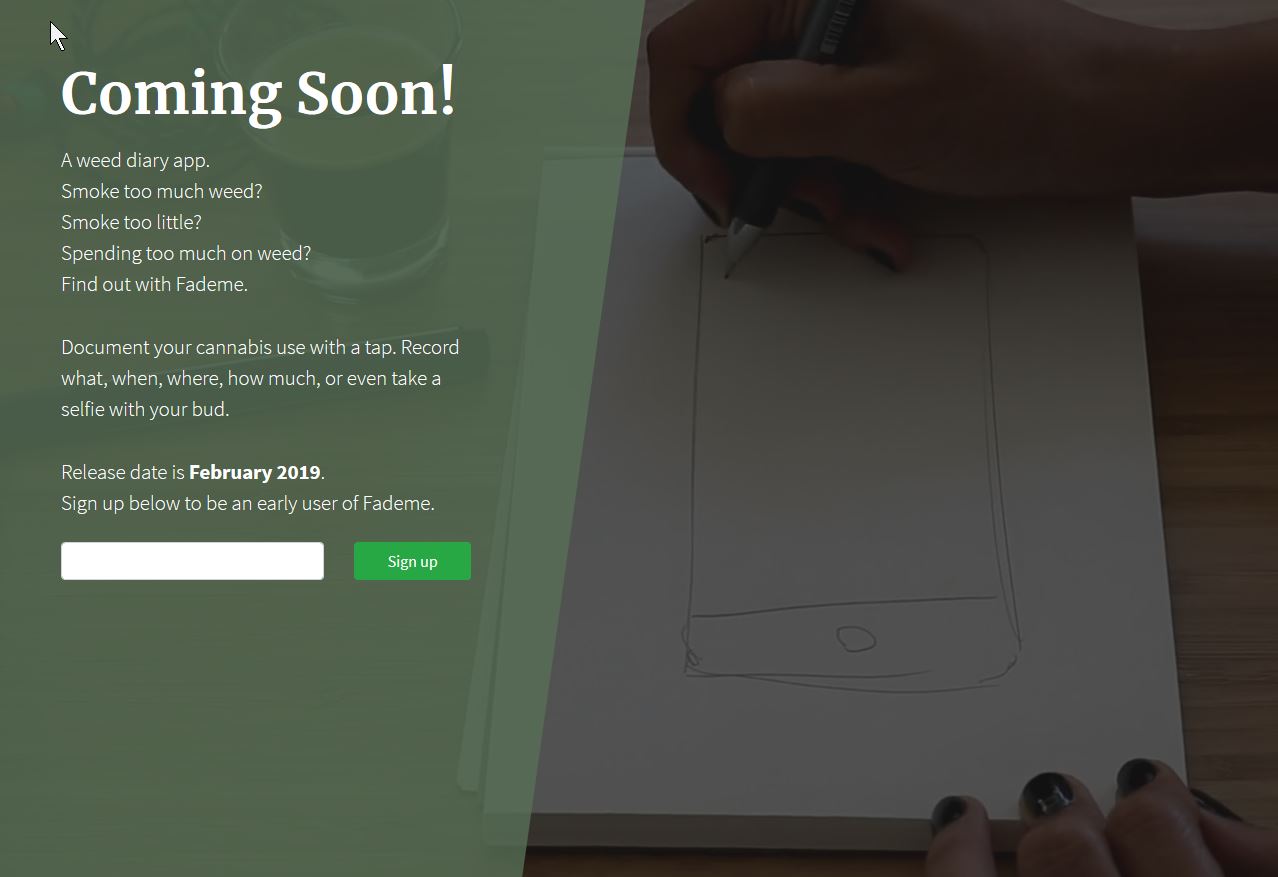 Coming Soon!
A weed diary app.
Smoke too much weed?
Smoke too little?
Spending too much on weed?
Find out with Fademe.
Document your cannabis use with a tap. Record
what, when, where, how much, or even take a
selfie with your bud.
Release date is February 2019.
Sign up below to be an early user of Fademe.
Sign up